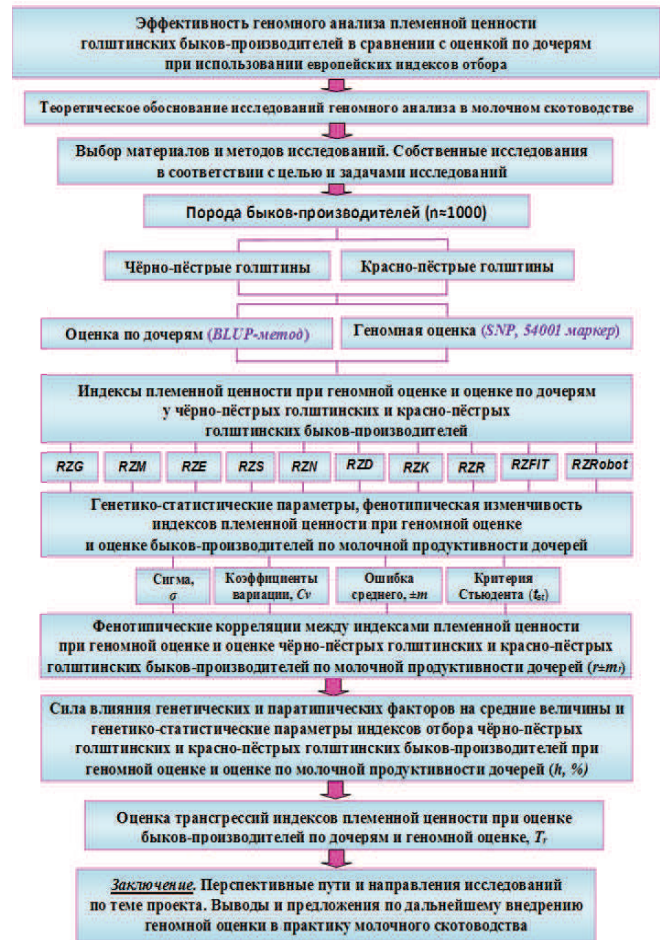 Эффективность геномного анализа племенной ценности
голштинских быков-производителей в сравнении с оценкой по дочерям
при использовании европейских индексов отбора
Теоретическое обоснование исследований геномного анализа в молочном скотоводстве
Выбор материалов и методов исследований. Собственные исследования
в соответствии с целью и задачами исследований
Порода быков-производителей (n≈1000)
Чёрно-пёстрые голштины
Красно-пёстрые голштины
Оценка по дочерям (BLUP-метод)
Геномная оценка (SNP, 54001 маркер)
Индексы племенной ценности при геномной оценке и оценке по дочерям
у чёрно-пёстрых голштинских и красно-пёстрых
голштинских быков-производителей
RZG RZM RZE RZS RZN RZD RZK RZR RZFIT RZRobot
Генетико-статистические параметры, фенотипическая изменчивость
индексов племенной ценности при геномной оценке
и оценке быков-производителей по молочной продуктивности дочерей
Сигма,
σ
Коэффициенты
вариации, Cv
Ошибка
среднего, ±m
Критерия
Стьюдента (tst)
Фенотипические корреляции между индексами племенной ценности
при геномной оценке и оценке чёрно-пёстрых голштинских и красно-пёстрых
голштинских быков-производителей по молочной продуктивности дочерей (r±mr)
Сила влияния генетических и паратипических факторов на средние величины и
генетико-статистические параметры индексов отбора чёрно-пёстрых
голштинских и красно-пёстрых голштинских быков-производителей при
геномной оценке и оценке по молочной продуктивности дочерей (h, %)
Оценка трансгрессий индексов племенной ценности при оценке
быков-производителей по дочерям и геномной оценке, Tr
Заключение. Перспективные пути и направления исследований
по теме проекта. Выводы и предложения по дальнейшему внедрению
геномной оценки в практику молочного скотоводства